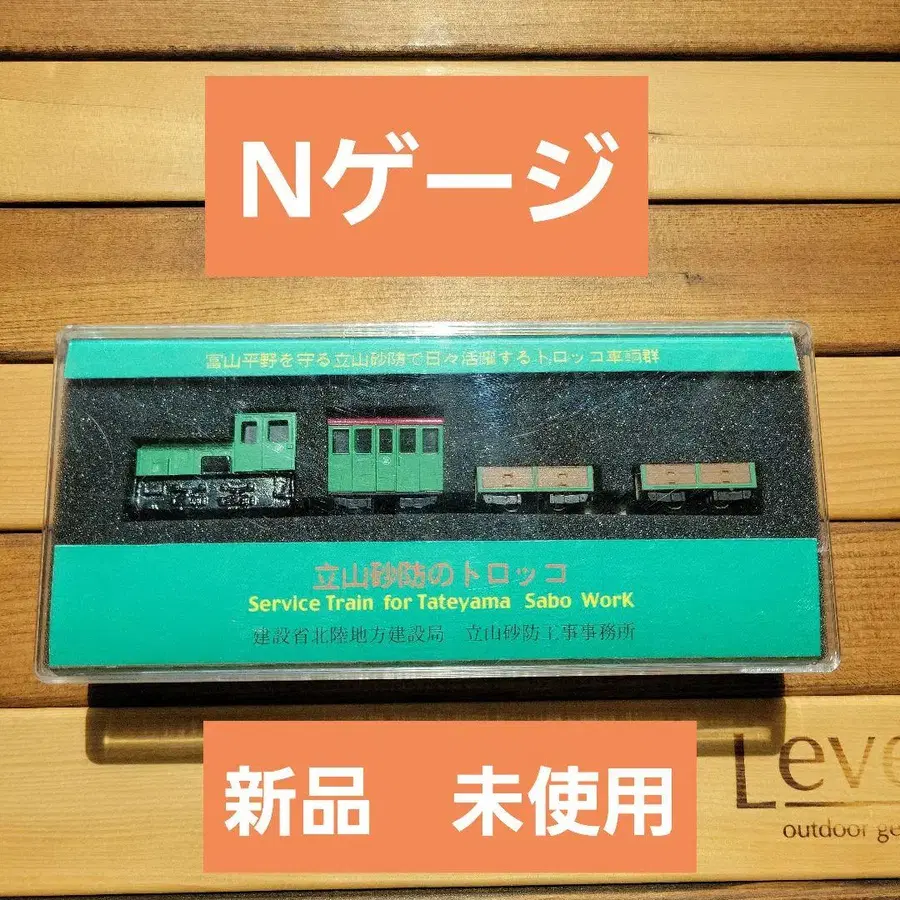 Nゲージ
富山平野を守る立山砂防で日々活躍するトロッコ車両群
立山砂防のトロッコ
Service Train for Tateyama Sabo Work
建設省北陸地方建設局 立山砂防工事事務所
新品 未使用
Leve
outdoor ge